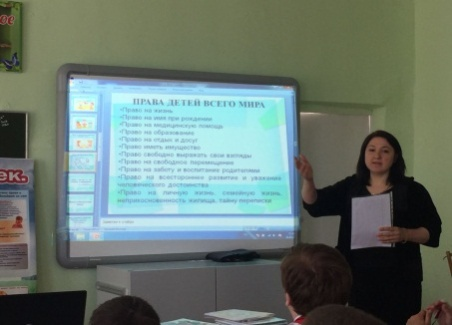 ПРАВА ДЕТЕЙ ВСЕГО МИРА
•Право на жизнь
•Право на имя при рождении
•Право на медицинскую помощь
•Право на образование
•Право на отдых и досуг
•Право иметь имущество
•Право свободно выражать свои взгляды
•Право на свободное перемещение
•Право на заботу и воспитание родителями
•Право на всестороннее развитие и уважение
человеческого достоинства
•Право на личную жизнь, семейную жизнь,
неприкосновенность жилища, тайну переписки
ек.